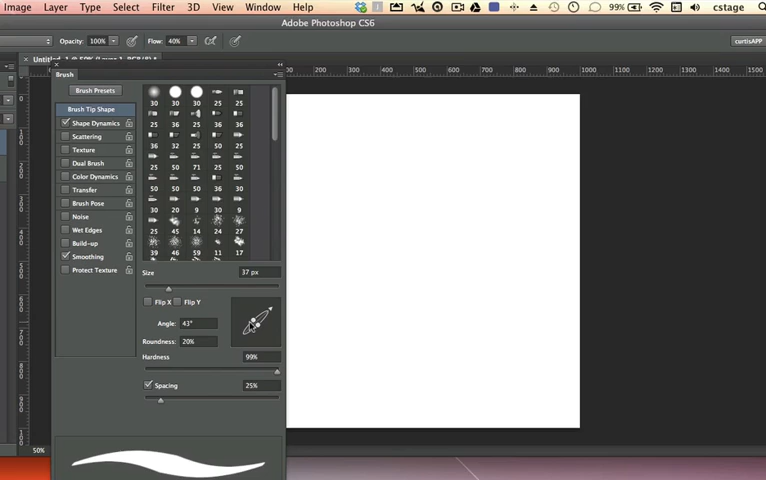 Image Layer Type Select Filter 3D View Window Help 99% cstage
Adobe Photoshop CS6
Opacity: 100% Flow: 40% curtisAPP
Brush
100 200 300 400 500 600 700 800 900 1000 1100 1200 1300 1400 1500
Brush Presets
Brush Tip Shape
Shape Dynamics
Scattering
Texture
Dual Brush
Color Dynamics
Transfer
Brush Pose
Noise
Wet Edges
Build-up
Smoothing
Protect Texture
30 30 30 25 25
25 36 25 36 36
36 32 25 50 25
25 50 71 25 50
50 50 50 36 30
30 20 9 30 9
25 45 14 24 27
39 46 59 11 17
Size 37 px
Flip X Flip Y
Angle: 43°
Roundness: 20%
Hardness 99%
Spacing 25%
50%